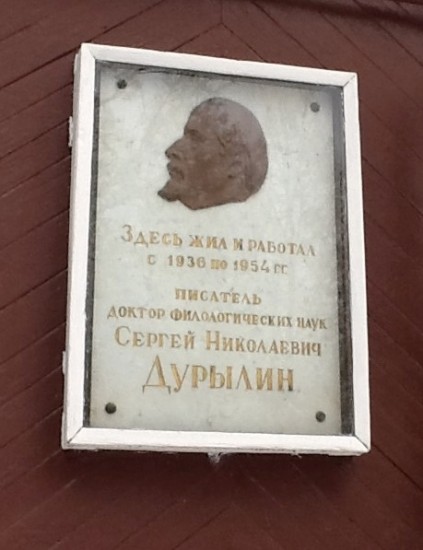 Здесь жил и работал
с 1936 по 1954 гг
писатель
доктор филологических наук
Сергей Николаевич
Дурылин